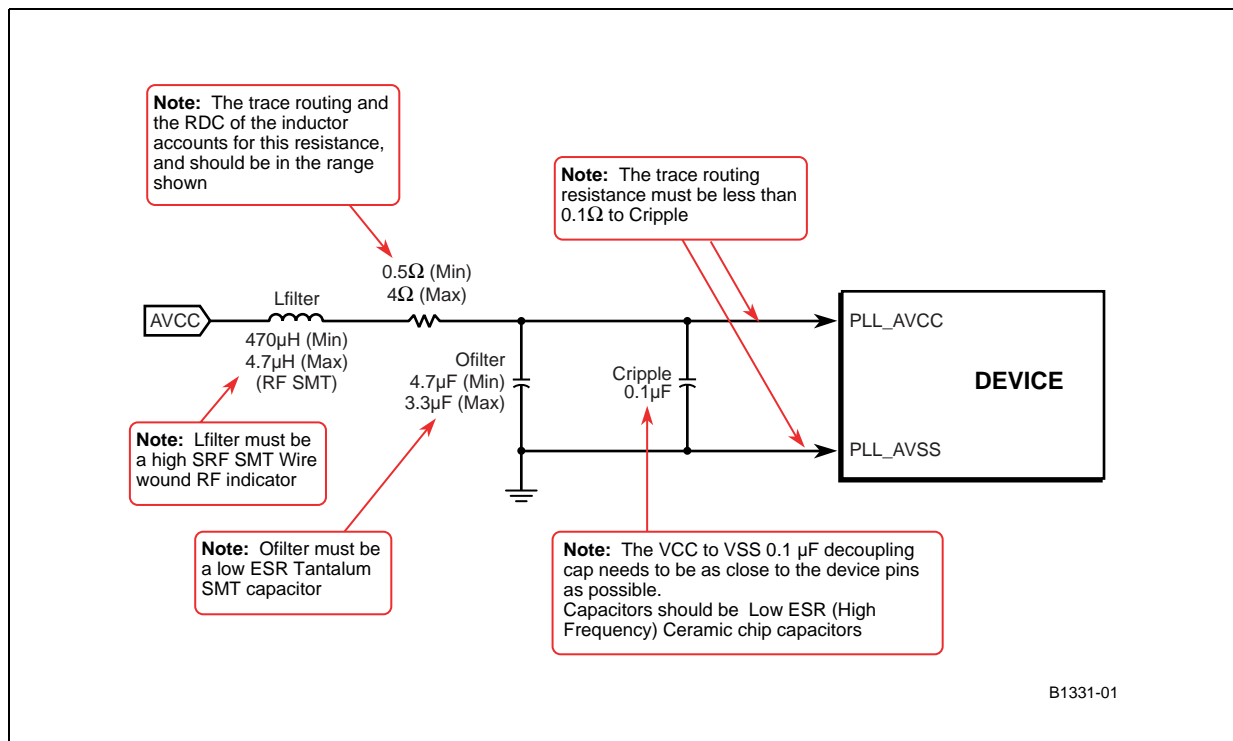 Note: The trace routing and
the RDC of the inductor
accounts for this resistance,
and should be in the range
shown
Note: The trace routing
resistance must be less than
0.1Ω to Cripple
0.5Ω (Min)
4Ω (Max)
Lfilter
AVCC
470µH (Min)
4.7µH (Max)
(RF SMT)
Ofilter
4.7µF (Min)
3.3µF (Max)
Cripple
0.1µF
PLL_AVCC
DEVICE
PLL_AVSS
Note: Lfilter must be
a high SRF SMT Wire
wound RF indicator
Note: Ofilter must be
a low ESR Tantalum
SMT capacitor
Note: The VCC to VSS 0.1 µF decoupling
cap needs to be as close to the device pins
as possible.
Capacitors should be Low ESR (High
Frequency) Ceramic chip capacitors
B1331-01